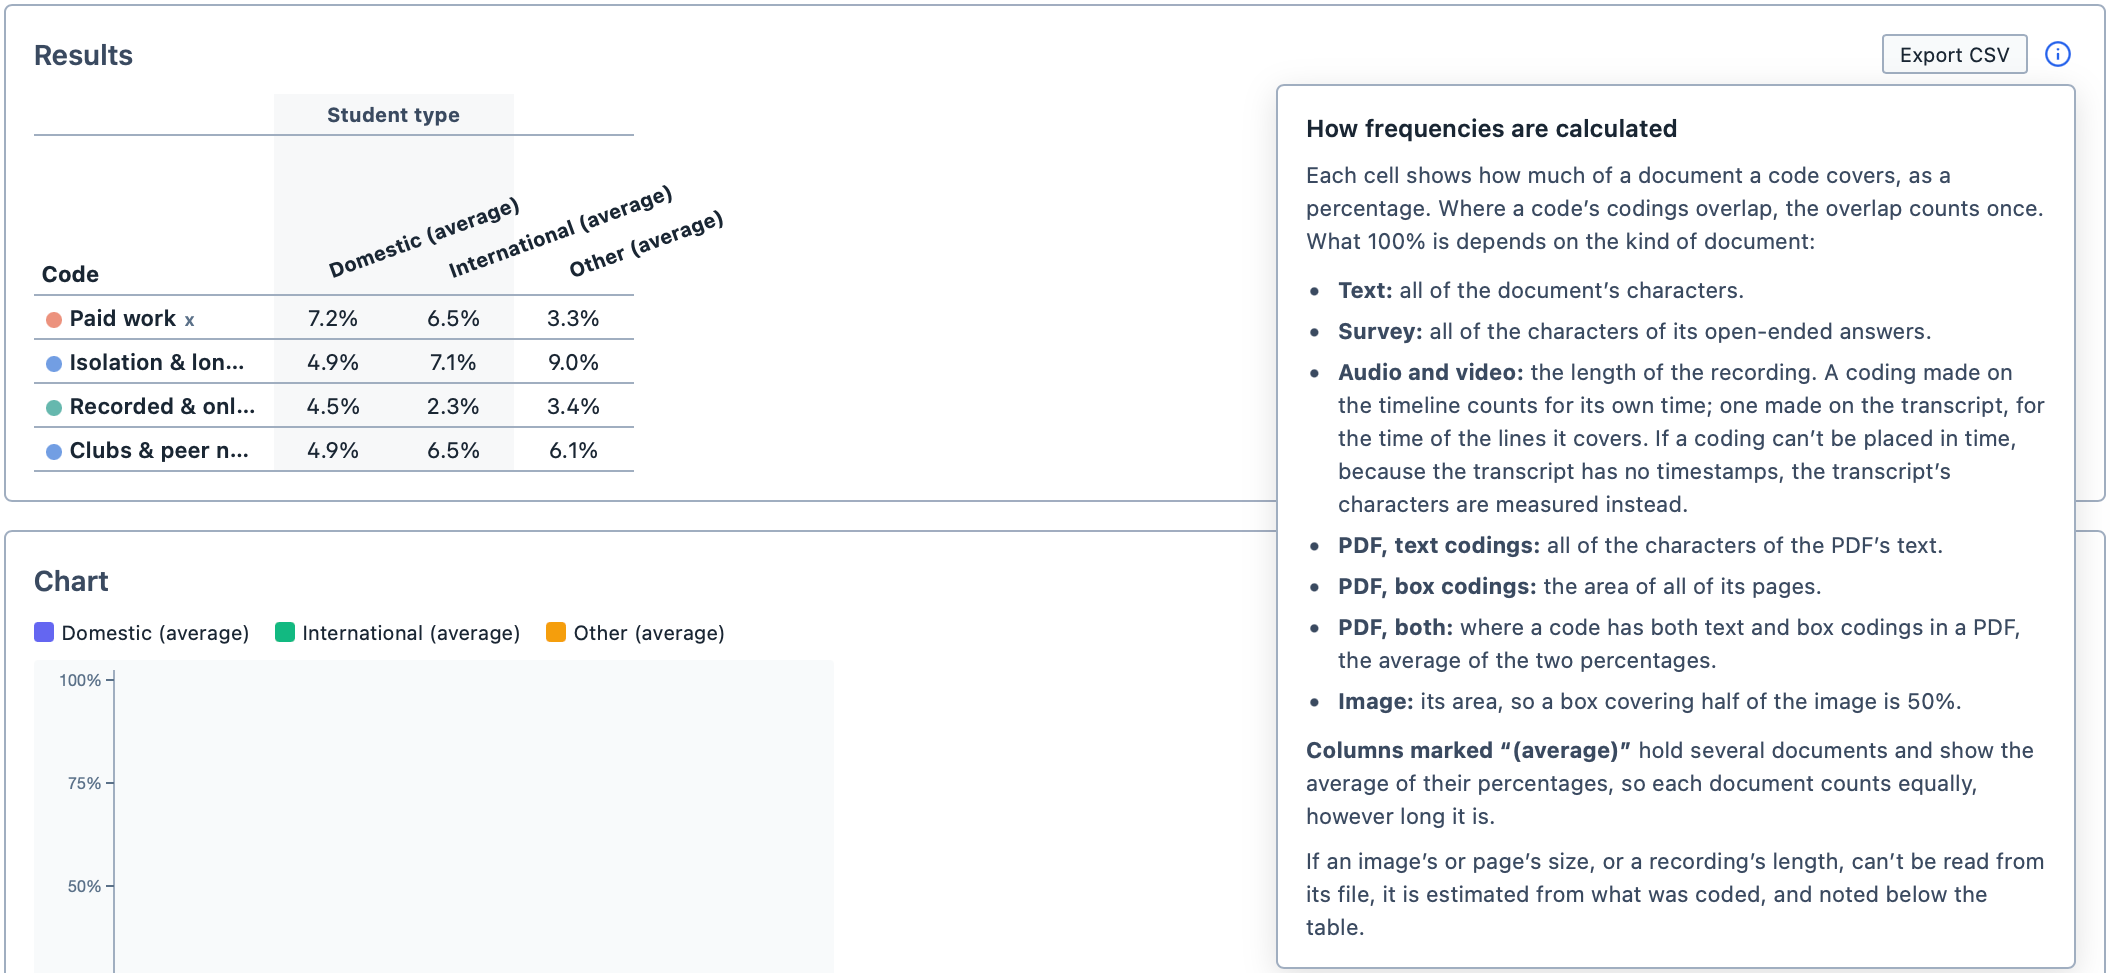 Results
Export CSV
Student type
Code
Domestic (average)
International (average)
Other (average)
Paid work x
7.2%
6.5%
3.3%
Isolation & lon...
4.9%
7.1%
9.0%
Recorded & onl...
4.5%
2.3%
3.4%
Clubs & peer n...
4.9%
6.5%
6.1%
How frequencies are calculated
Each cell shows how much of a document a code covers, as a
percentage. Where a code’s codings overlap, the overlap counts once.
What 100% is depends on the kind of document:
• Text: all of the document’s characters.
• Survey: all of the characters of its open-ended answers.
• Audio and video: the length of the recording. A coding made on
the timeline counts for its own time; one made on the transcript, for
the time of the lines it covers. If a coding can’t be placed in time,
because the transcript has no timestamps, the transcript’s
characters are measured instead.
• PDF, text codings: all of the characters of the PDF’s text.
• PDF, box codings: the area of all of its pages.
• PDF, both: where a code has both text and box codings in a PDF,
the average of the two percentages.
• Image: its area, so a box covering half of the image is 50%.
Columns marked “(average)” hold several documents and show the
average of their percentages, so each document counts equally,
however long it is.
If an image’s or page’s size, or a recording’s length, can’t be read from
its file, it is estimated from what was coded, and noted below the
table.
Chart
Domestic (average)
International (average)
Other (average)
100%
75%
50%